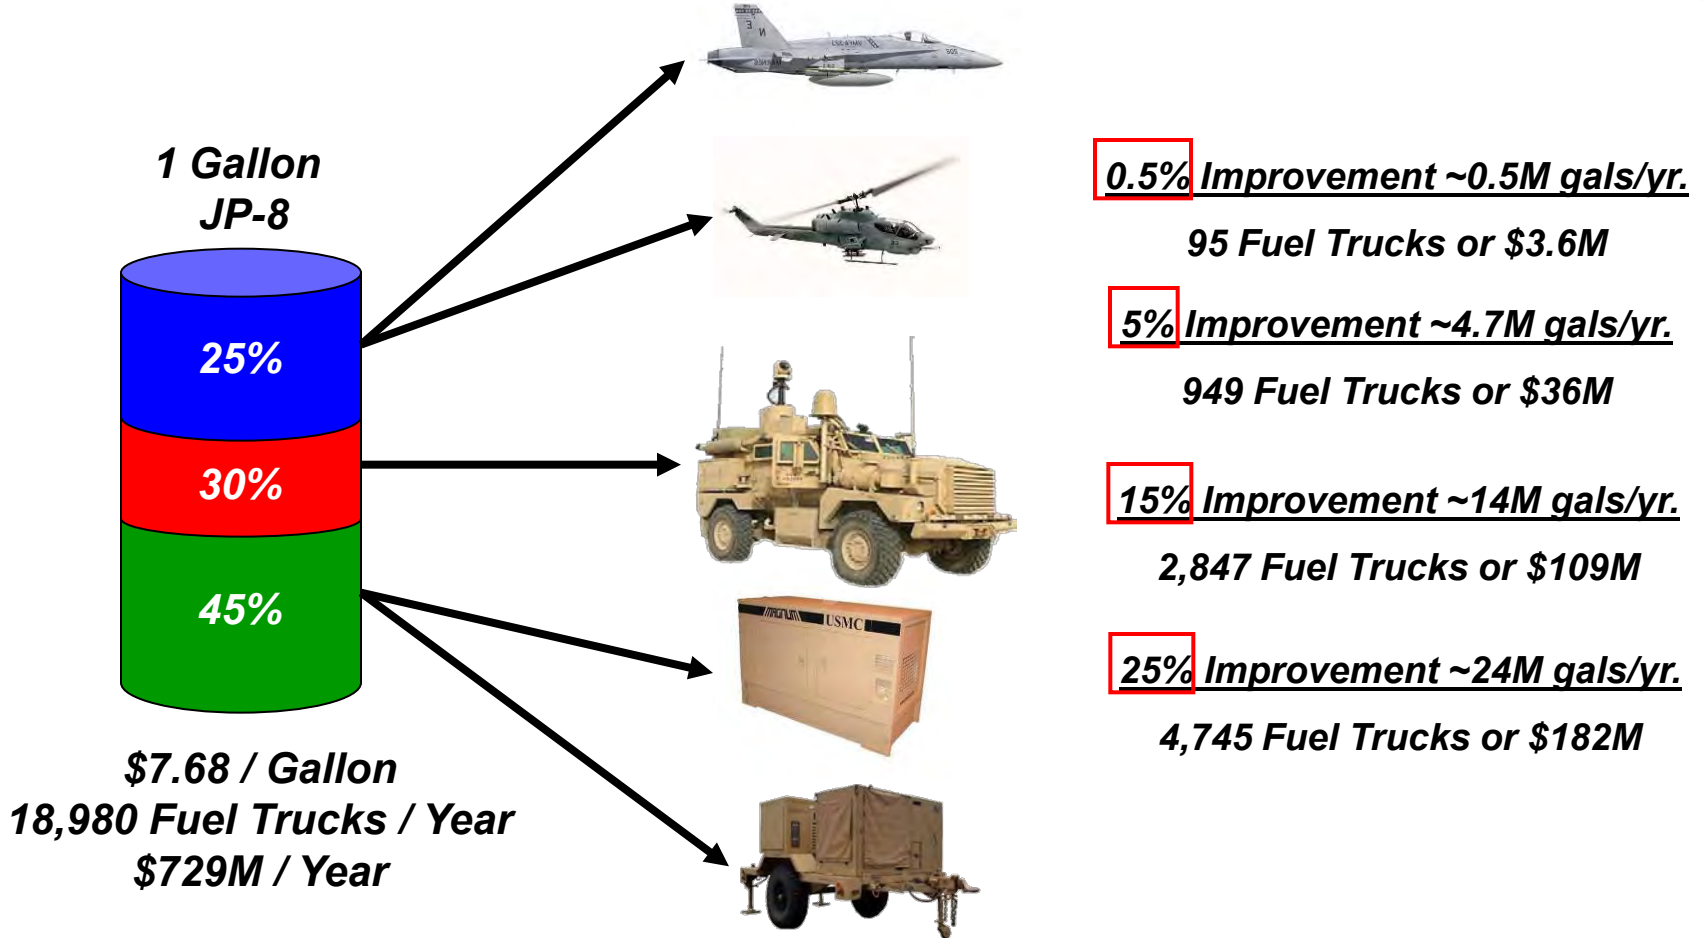 1 Gallon
JP-8
25%
30%
45%
$7.68 / Gallon
18,980 Fuel Trucks / Year
$729M / Year
MAGNUM USMC
0.5% Improvement ~0.5M gals/yr.
95 Fuel Trucks or $3.6M
5% Improvement ~4.7M gals/yr.
949 Fuel Trucks or $36M
15% Improvement ~14M gals/yr.
2,847 Fuel Trucks or $109M
25% Improvement ~24M gals/yr.
4,745 Fuel Trucks or $182M